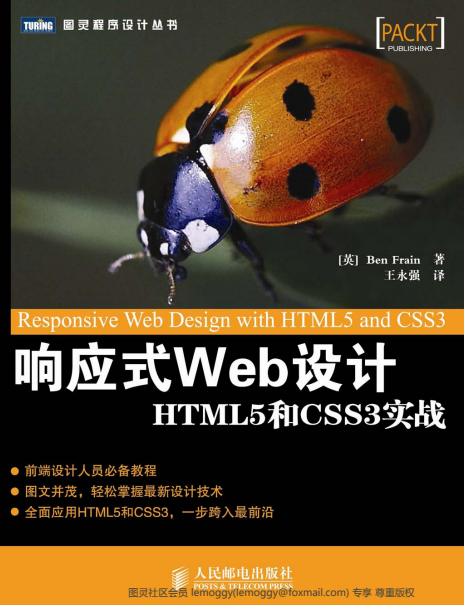 TURING 图灵程序设计丛书
PACKT
PUBLISHING
[英] Ben Frain 著
王永强 译
Responsive Web Design with HTML5 and CSS3
响应式Web设计
HTML5和CSS3实战
前端设计人员必备教程
图文并茂，轻松掌握最新设计技术
全面应用HTML5和CSS3，一步跨入最前沿
人民邮电出版社
POSTS & TELECOM PRESS
图灵社区会员 lemoggy(lemoggy@foxmail.com) 专享 尊重版权